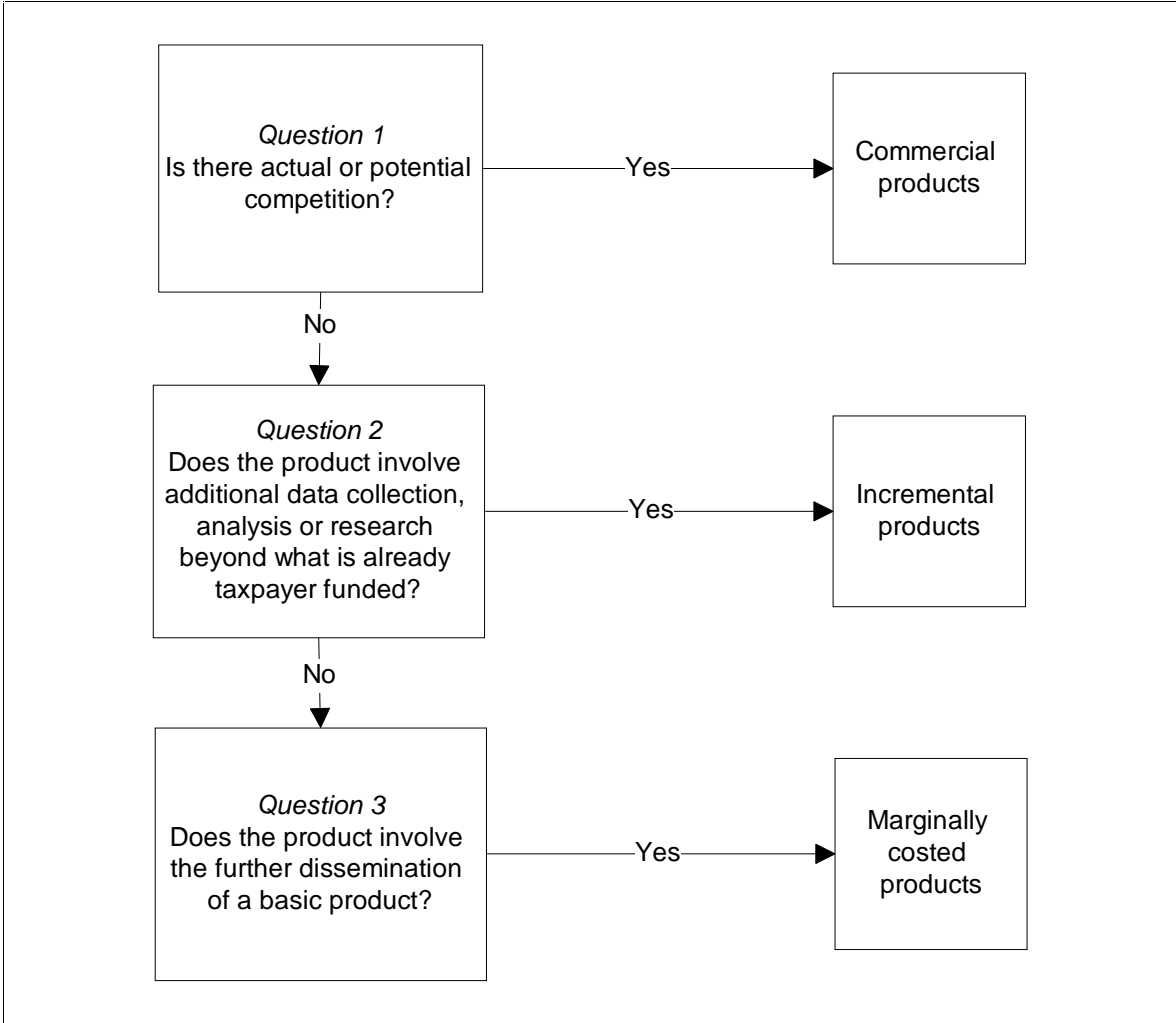 Question 1
Is there actual or potential
competition?
Yes
Commercial
products
No
Question 2
Does the product involve
additional data collection,
analysis or research
beyond what is already
taxpayer funded?
Yes
Incremental
products
No
Question 3
Does the product involve
the further dissemination
of a basic product?
Yes
Marginally
costed
products